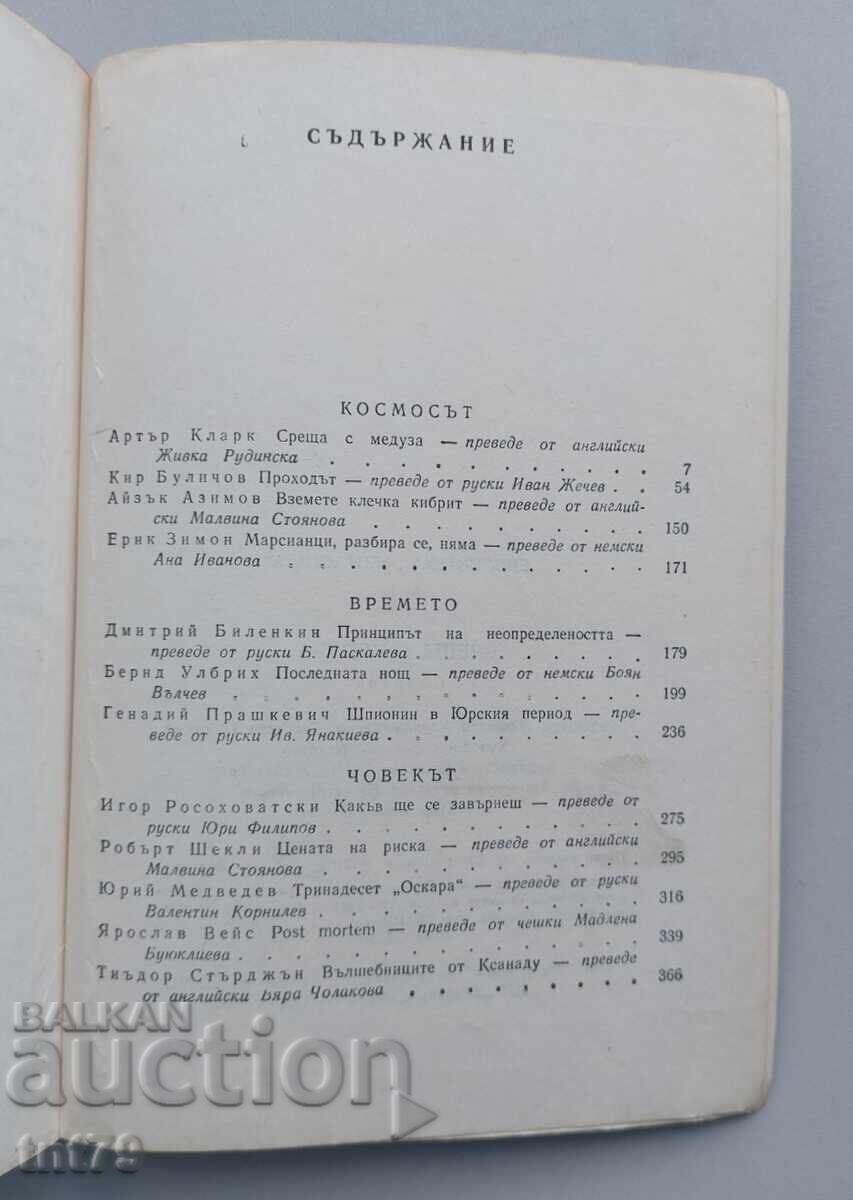 СЪДЪРЖАНИЕ
КОСМОСЪТ
Артър Кларк Среща с медуза — преведе от английски
Живка Рудинска . . . . . . . . . . 7
Кир Буличов Проходът — преведе от руски Иван Жечев . . 54
Айзък Азимов Вземете клечка кибрит — преведе от английс-
ски Малвина Стоянова . . . . . . . . . 150
Ерик Зимон Марсианци, разбира се, няма — преведе от немски
Ана Иванова . . . . . . . . . . . 171
ВРЕМЕТО
Дмитрий Биленкин Принципът на неопределеността —
преведе от руски Б. Паскалева . . . . . . . . 179
Бернд Улбрих Последната нощ — преведе от немски Боян
Вълчев . . . . . . . . . . . . 199
Генадий Прашкевич Шпионин в Юрския период — пре-
веде от руски Ив. Янакиева . . . . . . . . 236
ЧОВЕКЪТ
Игор Росоховатски Какъв ще се завърнеш — преведе от
руски Юри Филипов . . . . . . . . . . 275
Робърт Шекли Цената на риска — преведе от английски
Малвина Стоянова . . . . . . . . . . 295
Юрий Медведев Тринадесет „Оскара“ — преведе от руски
Валентин Корнилев . . . . . . . . . . 316
Ярослав Вейс Post mortem — преведе от чешки Мадлена
Буюклиева . . . . . . . . . . . . 339
Тиъдор Стърджън Вълшебниците от Ксанаду — преведе
от английски Вяра Чолакова . . . . . . . . 366
BALKAN
auction
tnt79